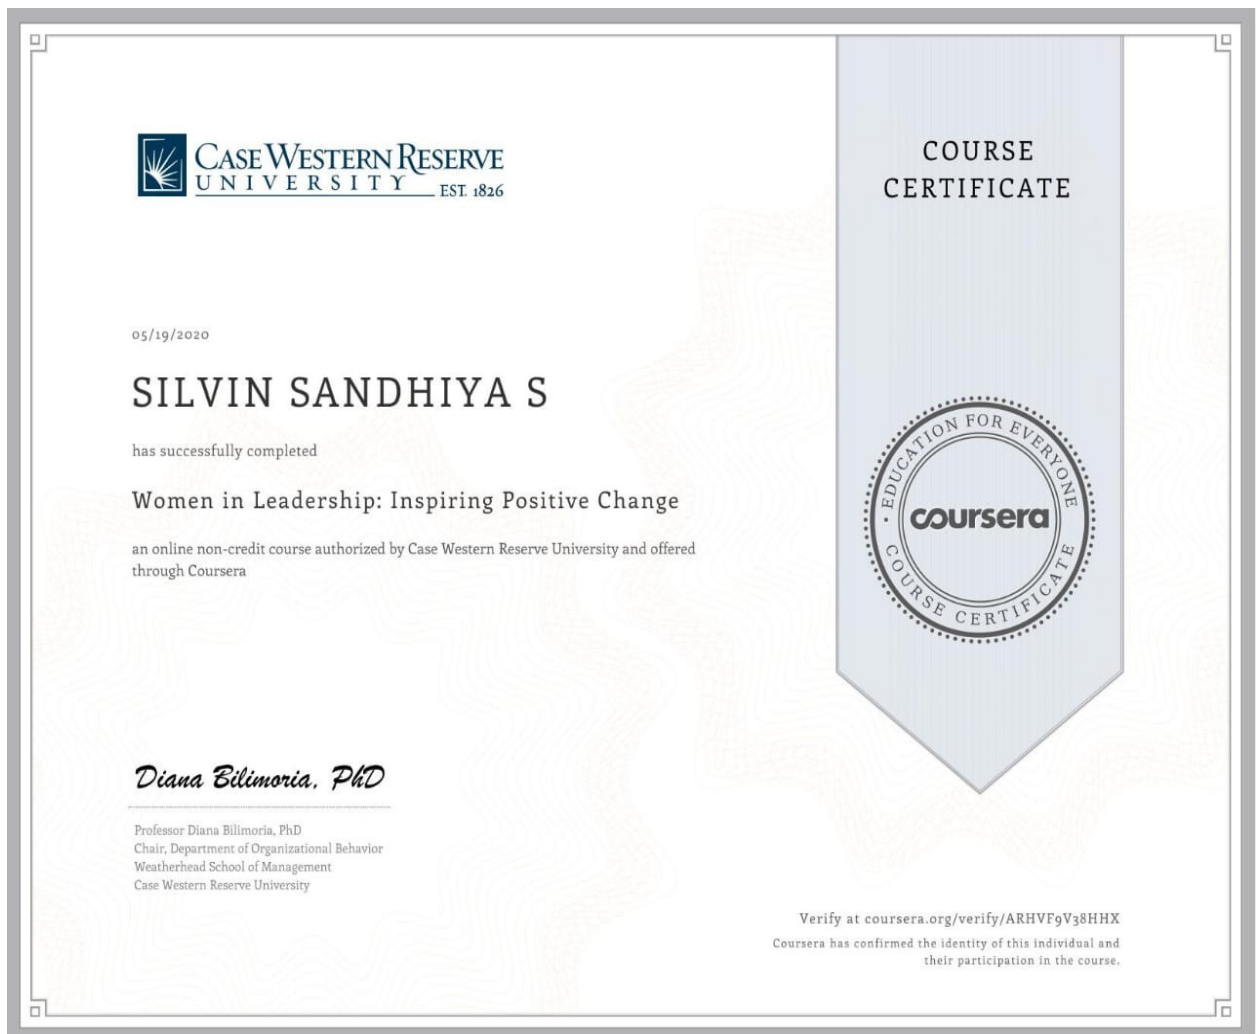 CASE WESTERN RESERVE
UNIVERSITY EST. 1826
COURSE
CERTIFICATE
05/19/2020
SILVIN SANDHIYA S
has successfully completed
Women in Leadership: Inspiring Positive Change
an online non-credit course authorized by Case Western Reserve University and offered
through Coursera
· EDUCATION FOR EVERYONE ·
coursera
COURSE CERTIFICATE
Diana Bilimoria, PhD
Professor Diana Bilimoria, PhD
Chair, Department of Organizational Behavior
Weatherhead School of Management
Case Western Reserve University
Verify at coursera.org/verify/ARHVF9V38HHX
Coursera has confirmed the identity of this individual and
their participation in the course.